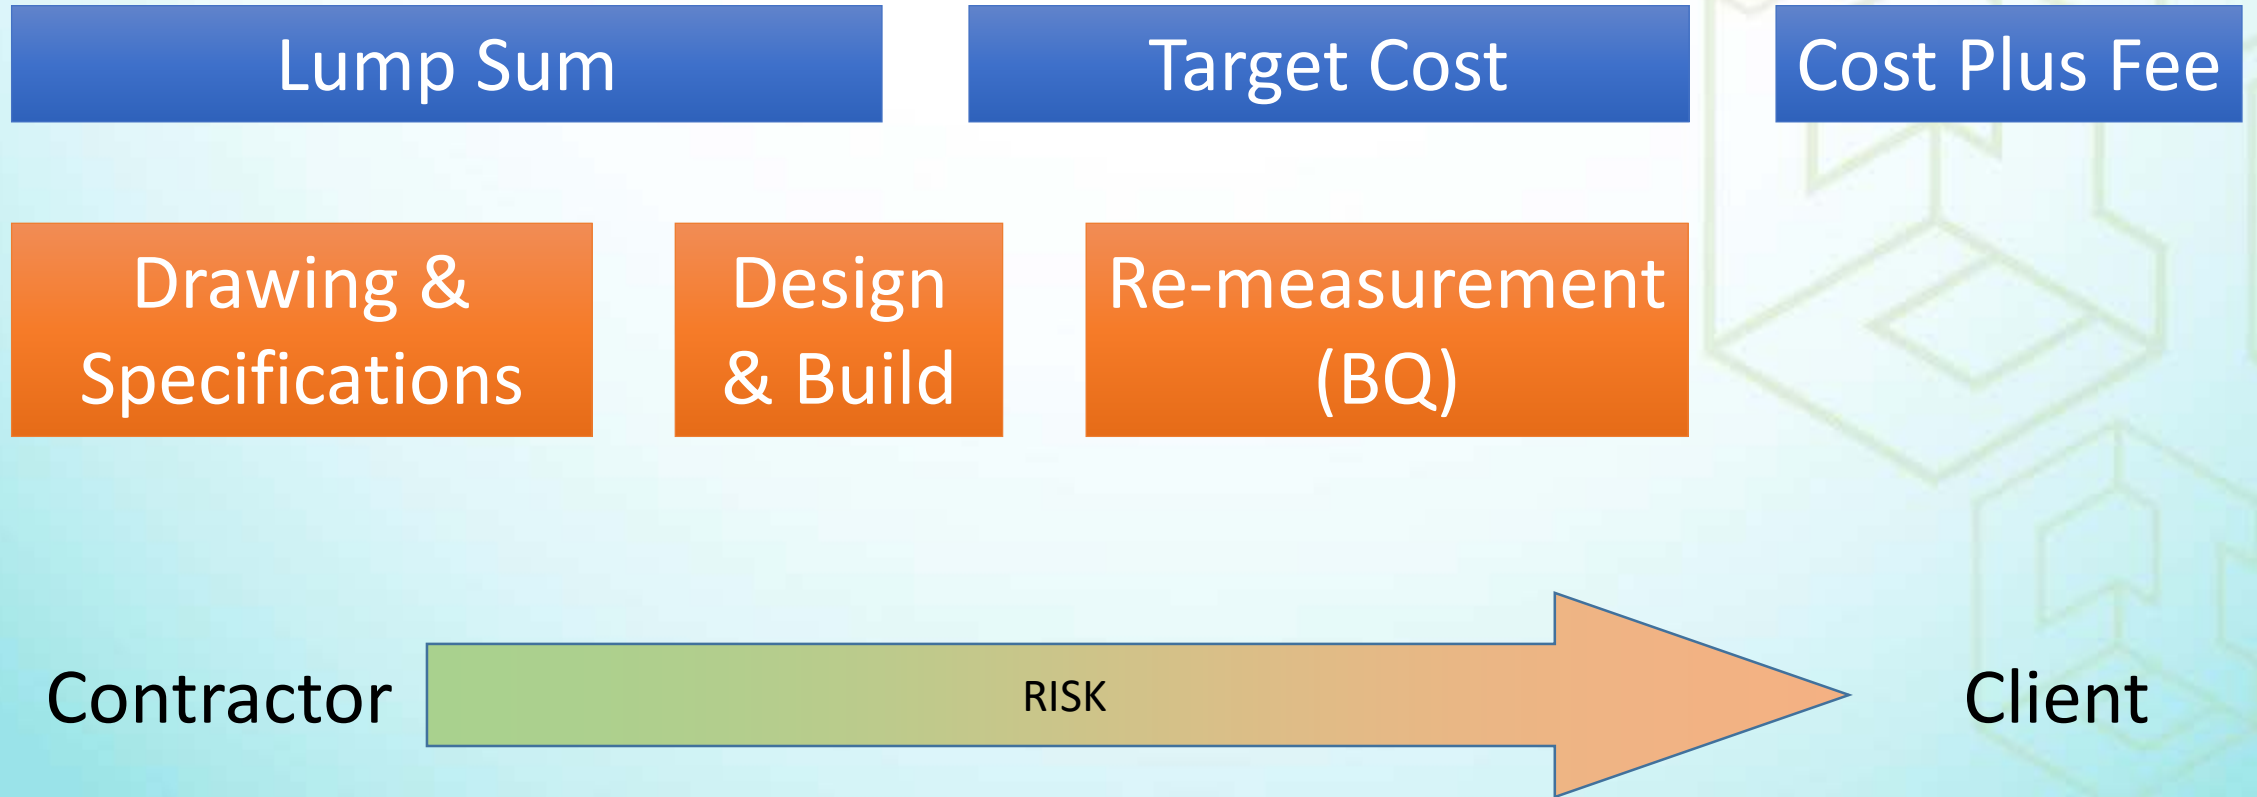 Lump Sum
Target Cost
Cost Plus Fee
Drawing &
Specifications
Design
& Build
Re-measurement
(BQ)
Contractor
RISK
Client